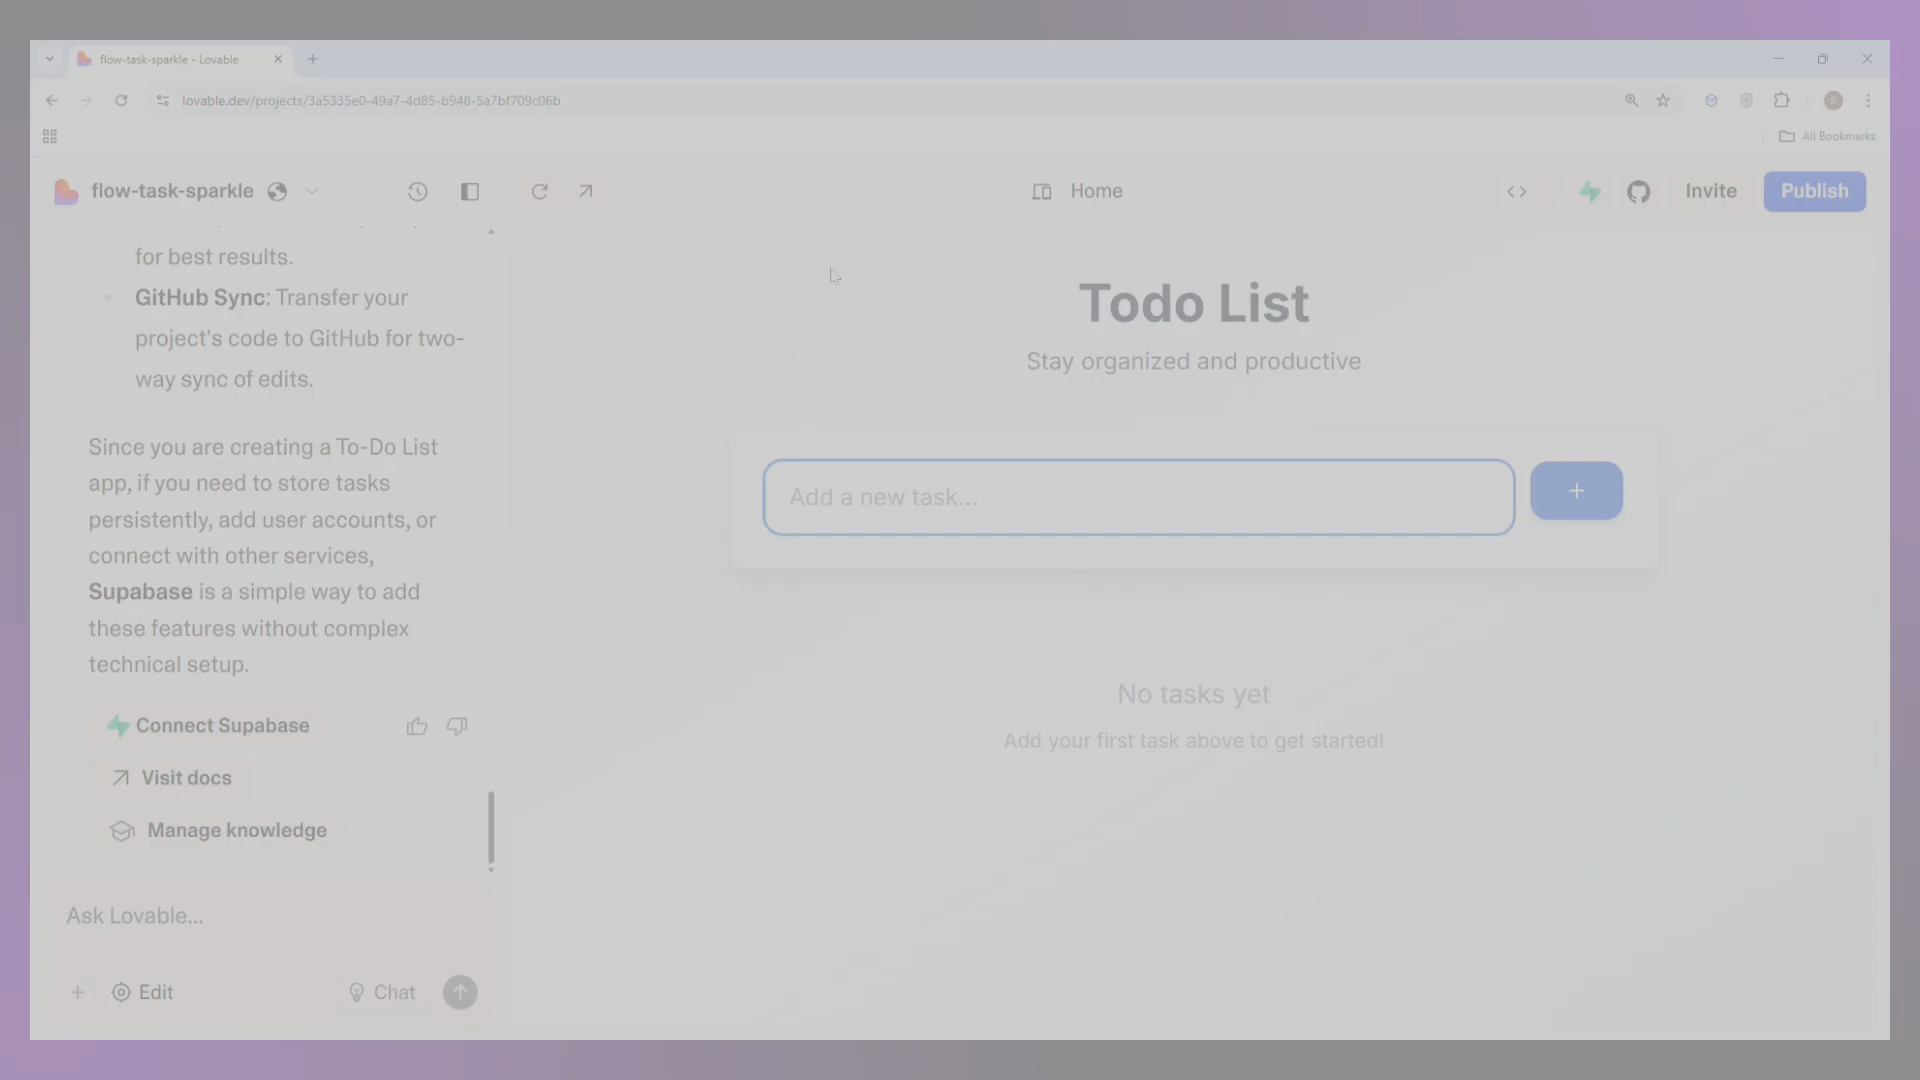 flow-task-sparkle - Lovable
lovable.dev/projects/3a5335e0-49a7-4d85-b948-5a7bf709c06b
S
All Bookmarks
flow-task-sparkle
Home
Invite
Publish
for best results.
GitHub Sync: Transfer your
project's code to GitHub for two-
way sync of edits.
Since you are creating a To-Do List
app, if you need to store tasks
persistently, add user accounts, or
connect with other services,
Supabase is a simple way to add
these features without complex
technical setup.
Connect Supabase
Visit docs
Manage knowledge
Ask Lovable...
Edit
Chat
Todo List
Stay organized and productive
Add a new task...
No tasks yet
Add your first task above to get started!